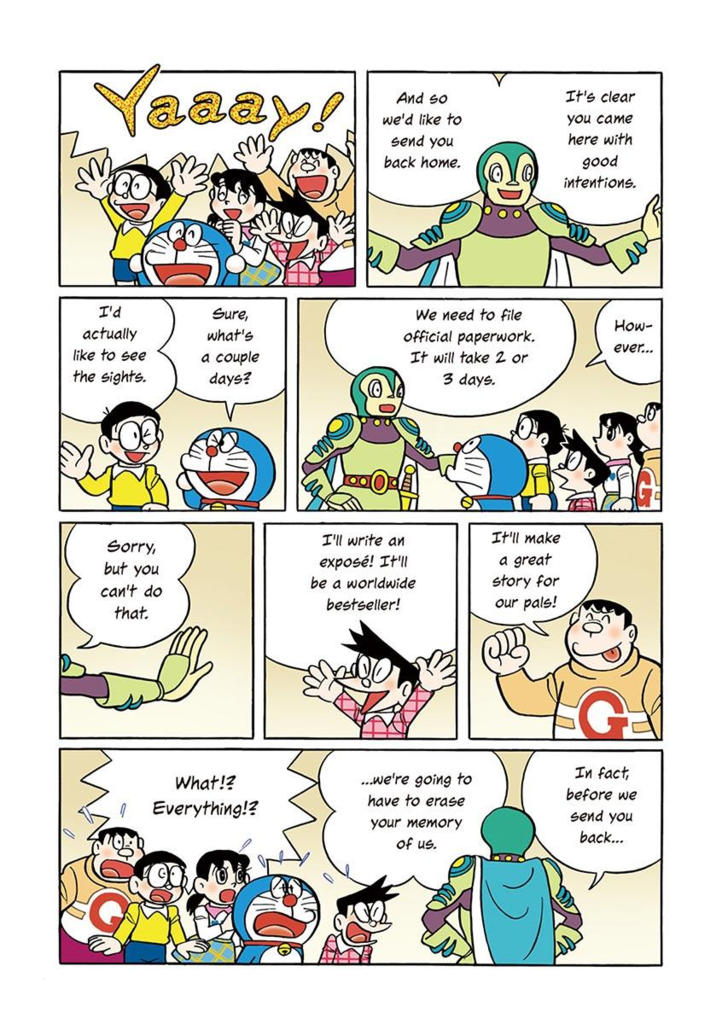 It's clear
you came
here with
good
intentions.
And so
we'd like to
send you
back home.
Yaaay!
How-
ever...
We need to file
official paperwork.
It will take 2 or
3 days.
G
Sure,
what's
a couple
days?
I'd
actually
like to see
the sights.
It'll make
a great
story for
our pals!
G
I'll write an
exposé! It'll
be a worldwide
bestseller!
Sorry,
but you
can't do
that.
In fact,
before we
send you
back...
...we're going to
have to erase
your memory
of us.
What!?
Everything!?
G